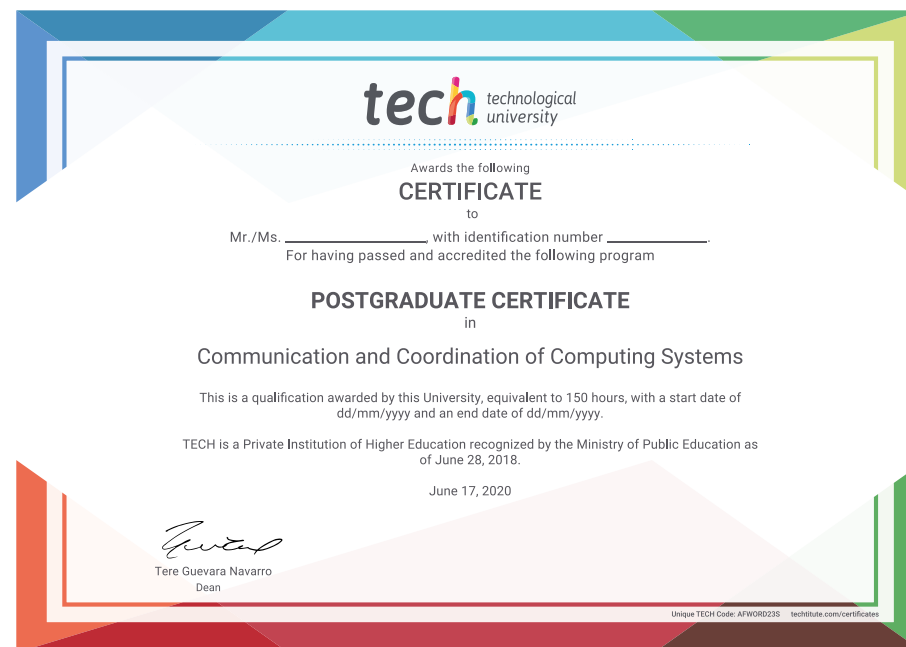 tech technological
university
Awards the following
CERTIFICATE
to
Mr./Ms. ____________________, with identification number ______________.
For having passed and accredited the following program
POSTGRADUATE CERTIFICATE
in
Communication and Coordination of Computing Systems
This is a qualification awarded by this University, equivalent to 150 hours, with a start date of
dd/mm/yyyy and an end date of dd/mm/yyyy.
TECH is a Private Institution of Higher Education recognized by the Ministry of Public Education as
of June 28, 2018.
June 17, 2020
Tere Guevara Navarro
Dean
Unique TECH Code: AFWORD23S techtitute.com/certificates